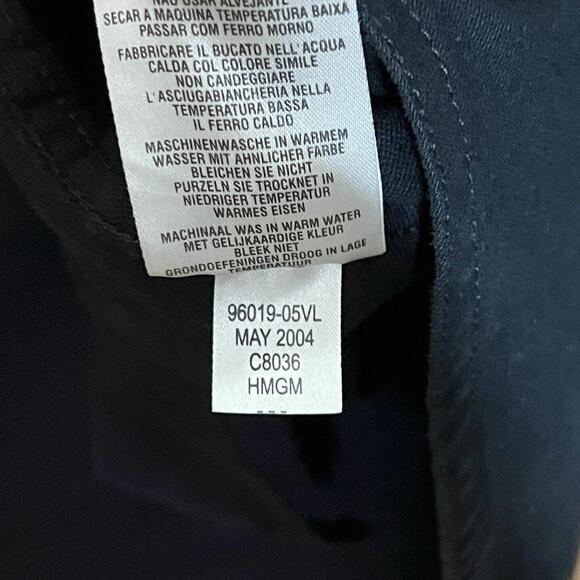 NAO USAR ALVEJANTE
SECAR A MAQUINA TEMPERATURA BAIXA
PASSAR COM FERRO MORNO
FABBRICARE IL BUCATO NELL'ACQUA
CALDA COL COLORE SIMILE
NON CANDEGGIARE
L'ASCIUGABIANCHERIA NELLA
TEMPERATURA BASSA
IL FERRO CALDO
MASCHINENWASCHE IN WARMEM
WASSER MIT AHNLICHER FARBE
BLEICHEN SIE NICHT
PURZELN SIE TROCKNET IN
NIEDRIGER TEMPERATUR
WARMES EISEN
MACHINAAL WAS IN WARM WATER
MET GELIJKAARDIGE KLEUR
BLEEK NIET
GRONDOEFENINGEN DROOG IN LAGE
TEMPERATUUR
96019-05VL
MAY 2004
C8036
HMGM